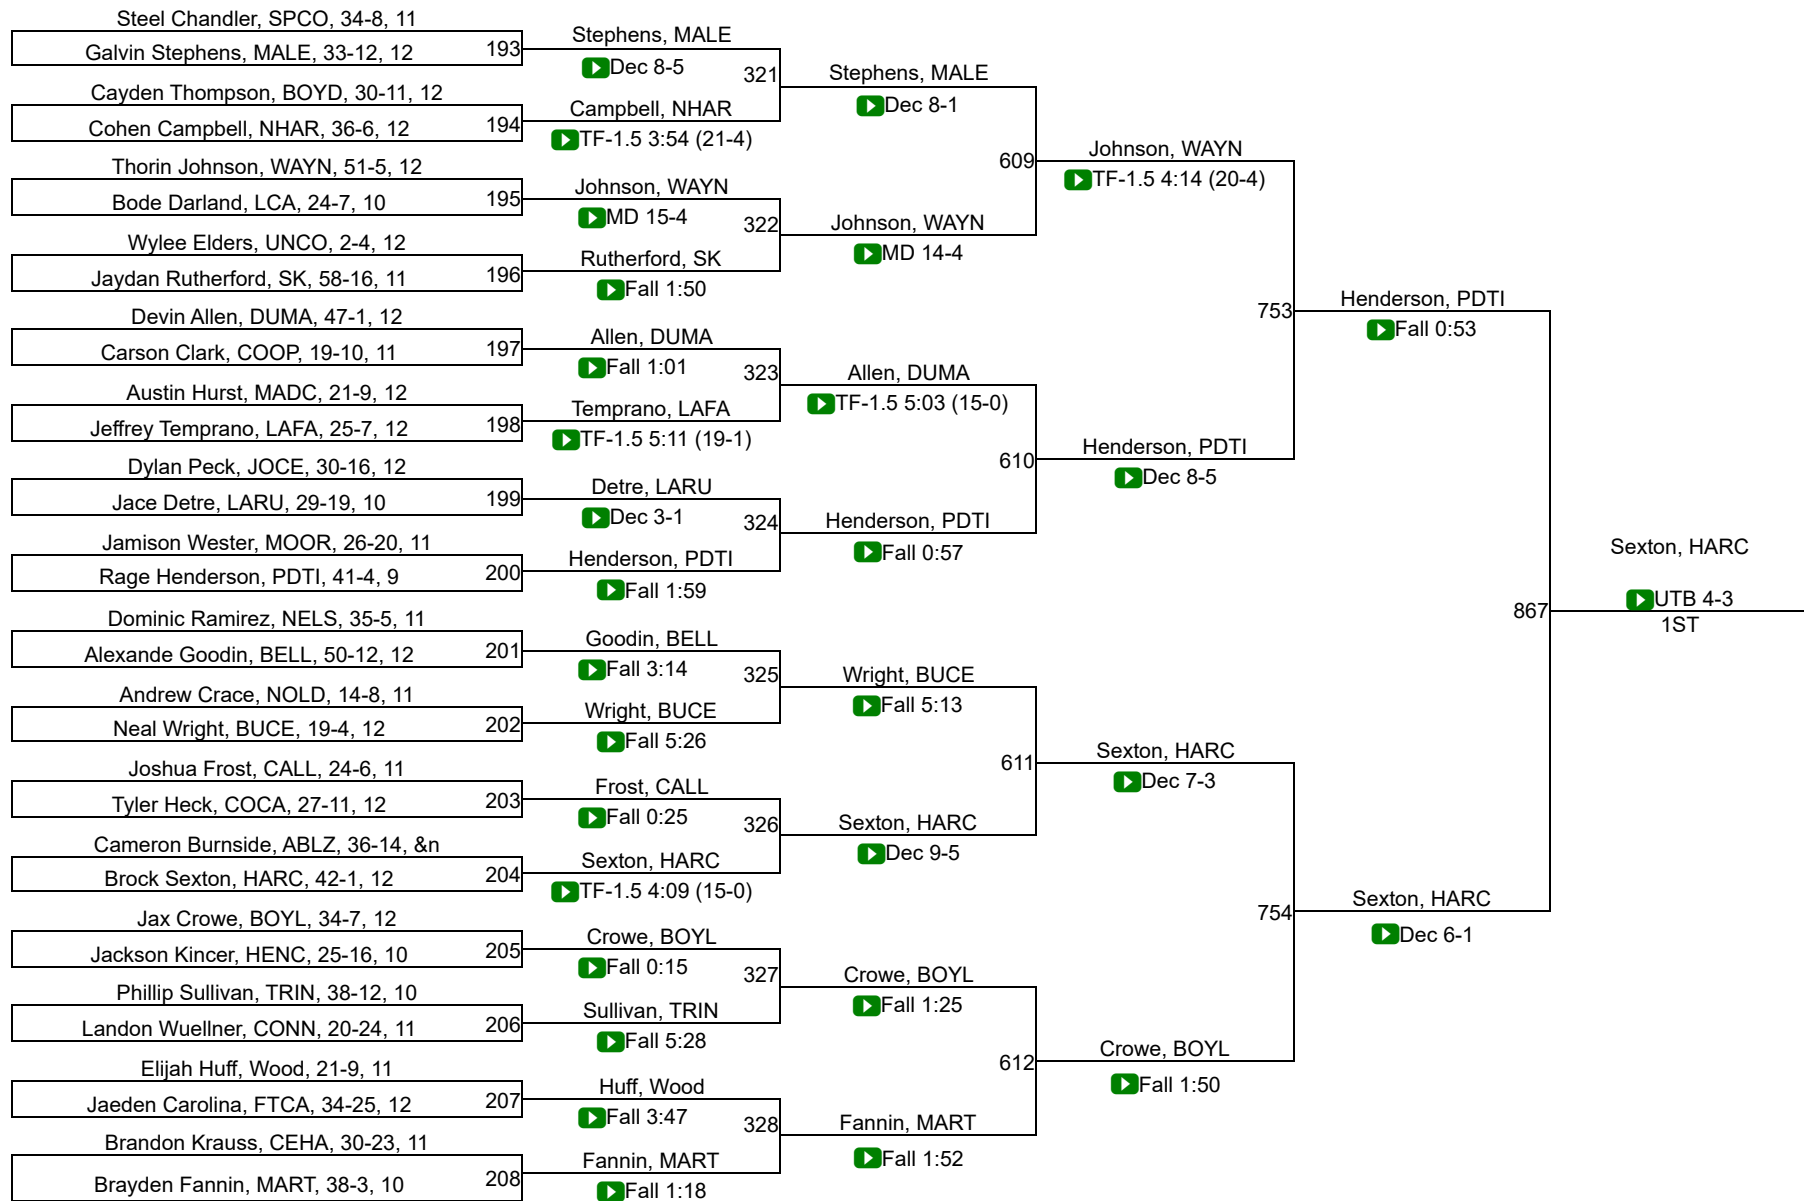 Steel Chandler, SPCO, 34-8, 11
Galvin Stephens, MALE, 33-12, 12
193
Cayden Thompson, BOYD, 30-11, 12
Cohen Campbell, NHAR, 36-6, 12
194
Thorin Johnson, WAYN, 51-5, 12
Bode Darland, LCA, 24-7, 10
195
Wylee Elders, UNCO, 2-4, 12
Jaydan Rutherford, SK, 58-16, 11
196
Devin Allen, DUMA, 47-1, 12
Carson Clark, COOP, 19-10, 11
197
Austin Hurst, MADC, 21-9, 12
Jeffrey Temprano, LAFA, 25-7, 12
198
Dylan Peck, JOCE, 30-16, 12
Jace Detre, LARU, 29-19, 10
199
Jamison Wester, MOOR, 26-20, 11
Rage Henderson, PDTI, 41-4, 9
200
Dominic Ramirez, NELS, 35-5, 11
Alexande Goodin, BELL, 50-12, 12
201
Andrew Crace, NOLD, 14-8, 11
Neal Wright, BUCE, 19-4, 12
202
Joshua Frost, CALL, 24-6, 11
Tyler Heck, COCA, 27-11, 12
203
Cameron Burnside, ABLZ, 36-14, &n
Brock Sexton, HARC, 42-1, 12
204
Jax Crowe, BOYL, 34-7, 12
Jackson Kincer, HENC, 25-16, 10
205
Phillip Sullivan, TRIN, 38-12, 10
Landon Wuellner, CONN, 20-24, 11
206
Elijah Huff, Wood, 21-9, 11
Jaeden Carolina, FTCA, 34-25, 12
207
Brandon Krauss, CEHA, 30-23, 11
Brayden Fannin, MART, 38-3, 10
208
Stephens, MALE
Dec 8-5
321
Campbell, NHAR
TF-1.5 3:54 (21-4)
Johnson, WAYN
MD 15-4
322
Rutherford, SK
Fall 1:50
Allen, DUMA
Fall 1:01
323
Temprano, LAFA
TF-1.5 5:11 (19-1)
Detre, LARU
Dec 3-1
324
Henderson, PDTI
Fall 1:59
Goodin, BELL
Fall 3:14
325
Wright, BUCE
Fall 5:26
Frost, CALL
Fall 0:25
326
Sexton, HARC
TF-1.5 4:09 (15-0)
Crowe, BOYL
Fall 0:15
327
Sullivan, TRIN
Fall 5:28
Huff, Wood
Fall 3:47
328
Fannin, MART
Fall 1:18
Stephens, MALE
Dec 8-1
609
Johnson, WAYN
MD 14-4
Allen, DUMA
TF-1.5 5:03 (15-0)
610
Henderson, PDTI
Fall 0:57
Wright, BUCE
Fall 5:13
611
Sexton, HARC
Dec 9-5
Crowe, BOYL
Fall 1:25
612
Fannin, MART
Fall 1:52
Johnson, WAYN
TF-1.5 4:14 (20-4)
753
Henderson, PDTI
Dec 8-5
Sexton, HARC
Dec 7-3
754
Crowe, BOYL
Fall 1:50
Henderson, PDTI
Fall 0:53
867
Sexton, HARC
Dec 6-1
Sexton, HARC
UTB 4-3
1ST